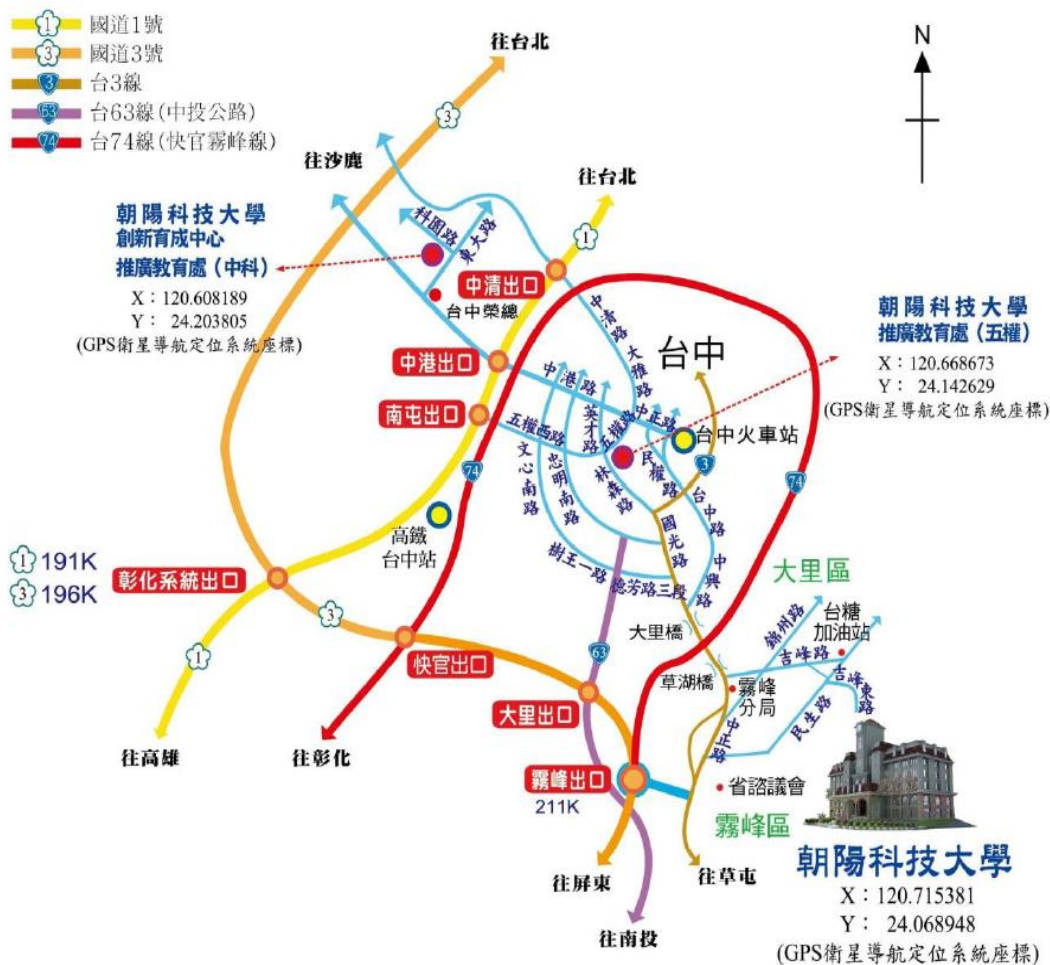 1 國道1號
3 國道3號
3 台3線
63 台63線(中投公路)
74 台74線(快官霧峰線)
N
往台北
3
往沙鹿
往台北
1
朝陽科技大學
創新育成中心
推廣教育處(中科)
X:120.608189
Y: 24.203805
(GPS衛星導航定位系統座標)
科園路
東大路
台中榮總
中清出口
中清路
大雅路
台中
朝陽科技大學
推廣教育處(五權)
X:120.668673
Y: 24.142629
(GPS衛星導航定位系統座標)
中港出口
中港路
南屯出口
五權西路
英才路
五權路
中正路
台中火車站
文心南路
忠明南路
林森路
民權路
3
74
74
台中路
高鐵
台中站
國光路
中興路
1 191K
3 196K
彰化系統出口
樹王一路
德芳路三段
大里區
3
1
大里橋
錦州路
台糖
加油站
快官出口
63
草湖橋
吉峰路
霧峰
分局
吉峰東路
大里出口
中正路
民生路
往高雄
往彰化
霧峰出口
211K
省諮議會
霧峰區
往屏東
往草屯
往南投
朝陽科技大學
X:120.715381
Y: 24.068948
(GPS衛星導航定位系統座標)